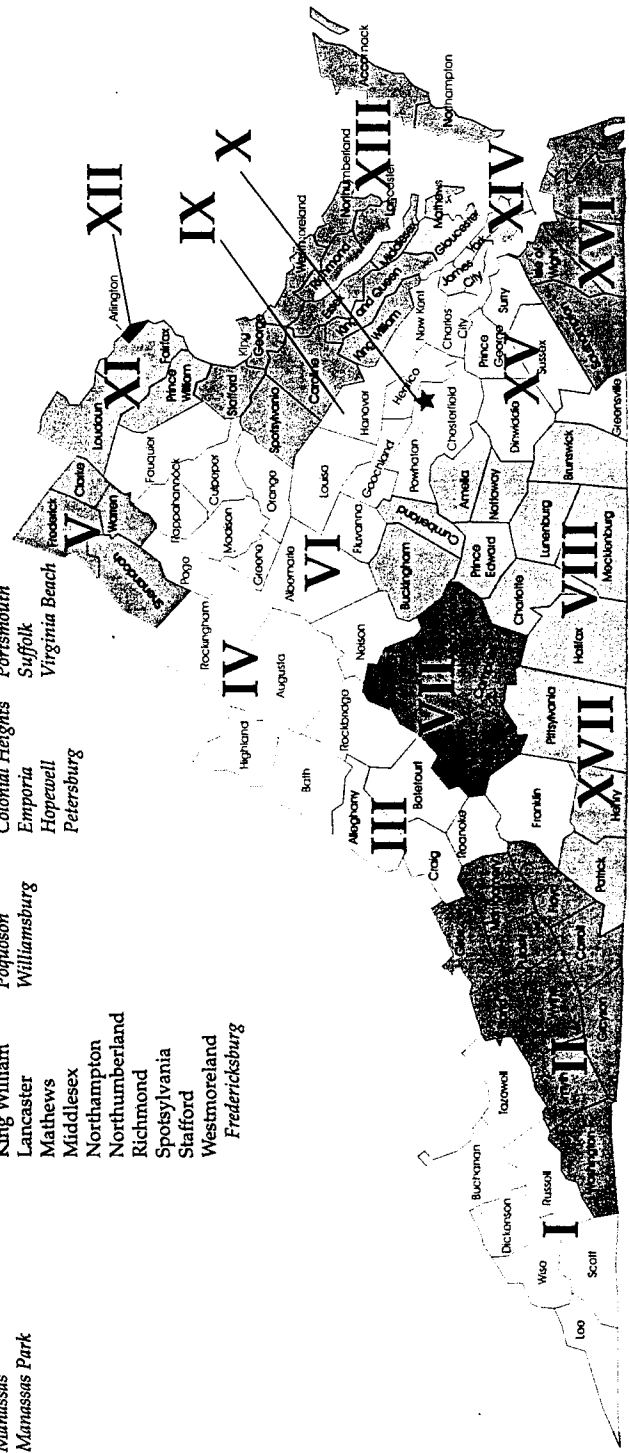 Manassas
Manassas Park
King William
Lancaster
Mathews
Middlesex
Northampton
Northumberland
Richmond
Spotsylvania
Stafford
Westmoreland
Fredericksburg
Poquoson
Williamsburg
Colonial Heights
Emporia
Hopewell
Petersburg
Portsmouth
Suffolk
Virginia Beach
XII
Arlington
XI
Loudoun
Fairfax
Prince
William
IX
X
V
Frederick
Clarke
Warren
Shenandoah
Fauquier
Rappahannock
Culpeper
Madison
Page
Greene
Orange
Stafford
King
George
Spotsylvania
Caroline
Westmoreland
Richmond
Northumberland
Lancaster
XIII
Essex
Middlesex
King and Queen
King William
Mathews
Gloucester
Accomack
Northampton
IV
Rockingham
Highland
Augusta
Bath
Rockbridge
VI
Albemarle
Louisa
Fluvanna
Nelson
Goochland
Hanover
Henrico
New Kent
Charles
City
James
City
York
XIV
Powhatan
Chesterfield
Cumberland
Buckingham
Amelia
Prince
Edward
Nottoway
Dinwiddie
Prince
George
Surry
XV
Sussex
Isle of
Wight
XVI
Greensville
Brunswick
Lunenburg
Mecklenburg
VIII
Charlotte
Halifax
VII
XVII
Pittsylvania
Henry
Patrick
Franklin
III
Alleghany
Botetourt
Craig
Roanoke
Floyd
Carroll
II
Washington
I
Buchanan
Tazewell
Dickenson
Russell
Wise
Scott
Lee